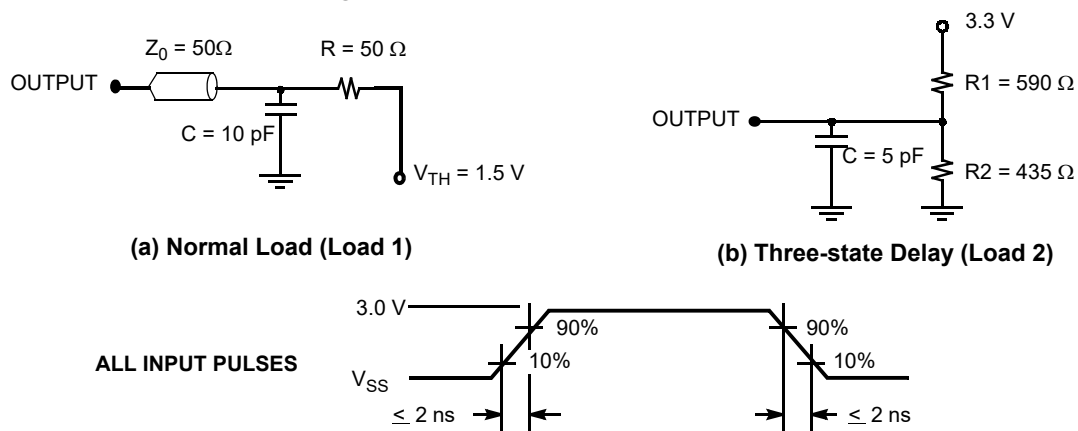 Z0 = 50Ω
R = 50 Ω
OUTPUT
C = 10 pF
VTH = 1.5 V
(a) Normal Load (Load 1)
3.3 V
R1 = 590 Ω
OUTPUT
C = 5 pF
R2 = 435 Ω
(b) Three-state Delay (Load 2)
ALL INPUT PULSES
3.0 V
90%
10%
VSS
≤ 2 ns
90%
10%
≤ 2 ns